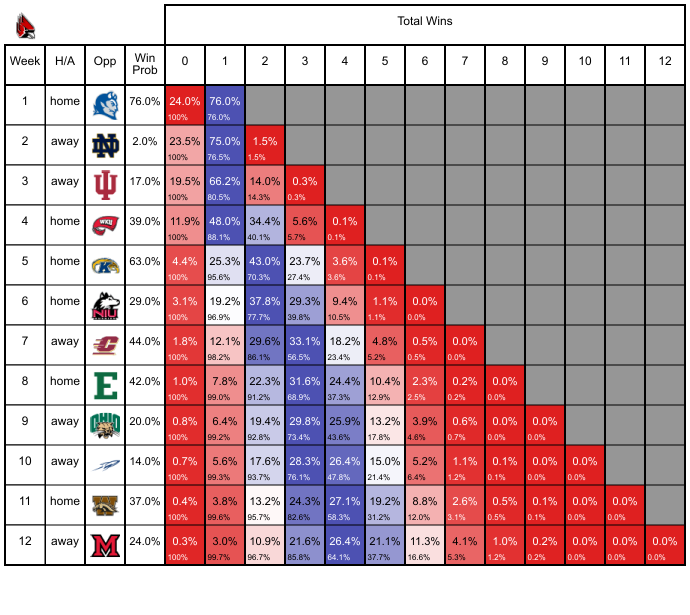 Total Wins
Week H/A Opp Win Prob 0 1 2 3 4 5 6 7 8 9 10 11 12
1 home 76.0% 24.0% 76.0%
100% 76.0%
2 away ND 2.0% 23.5% 75.0% 1.5%
100% 76.5% 1.5%
3 away IU 17.0% 19.5% 66.2% 14.0% 0.3%
100% 80.5% 14.3% 0.3%
4 home WKU 39.0% 11.9% 48.0% 34.4% 5.6% 0.1%
100% 88.1% 40.1% 5.7% 0.1%
5 home K 63.0% 4.4% 25.3% 43.0% 23.7% 3.6% 0.1%
100% 95.6% 70.3% 27.4% 3.6% 0.1%
6 home NIU 29.0% 3.1% 19.2% 37.8% 29.3% 9.4% 1.1% 0.0%
100% 96.9% 77.7% 39.8% 10.5% 1.1% 0.0%
7 away C 44.0% 1.8% 12.1% 29.6% 33.1% 18.2% 4.8% 0.5% 0.0%
100% 98.2% 86.1% 56.5% 23.4% 5.2% 0.5% 0.0%
8 home E 42.0% 1.0% 7.8% 22.3% 31.6% 24.4% 10.4% 2.3% 0.2% 0.0%
100% 99.0% 91.2% 68.9% 37.3% 12.9% 2.5% 0.2% 0.0%
9 away OHIO 20.0% 0.8% 6.4% 19.4% 29.8% 25.9% 13.2% 3.9% 0.6% 0.0% 0.0%
100% 99.2% 92.8% 73.4% 43.6% 17.8% 4.6% 0.7% 0.0% 0.0%
10 away 14.0% 0.7% 5.6% 17.6% 28.3% 26.4% 15.0% 5.2% 1.1% 0.1% 0.0% 0.0%
100% 99.3% 93.7% 76.1% 47.8% 21.4% 6.4% 1.2% 0.1% 0.0% 0.0%
11 home W 37.0% 0.4% 3.8% 13.2% 24.3% 27.1% 19.2% 8.8% 2.6% 0.5% 0.1% 0.0% 0.0%
100% 99.6% 95.7% 82.6% 58.3% 31.2% 12.0% 3.1% 0.5% 0.0% 0.0% 0.0%
12 away M 24.0% 0.3% 3.0% 10.9% 21.6% 26.4% 21.1% 11.3% 4.1% 1.0% 0.2% 0.0% 0.0% 0.0%
100% 99.7% 96.7% 85.8% 64.1% 37.7% 16.6% 5.3% 1.2% 0.2% 0.0% 0.0% 0.0%